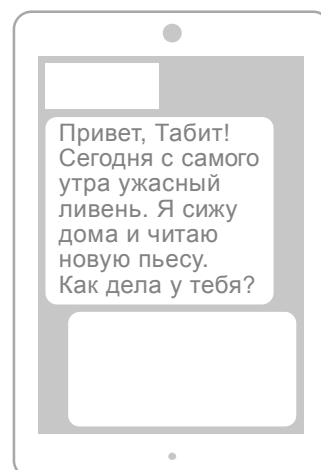 Привет, Табит!
Сегодня с самого
утра ужасный
ливень. Я сижу
дома и читаю
новую пьесу.
Как дела у тебя?